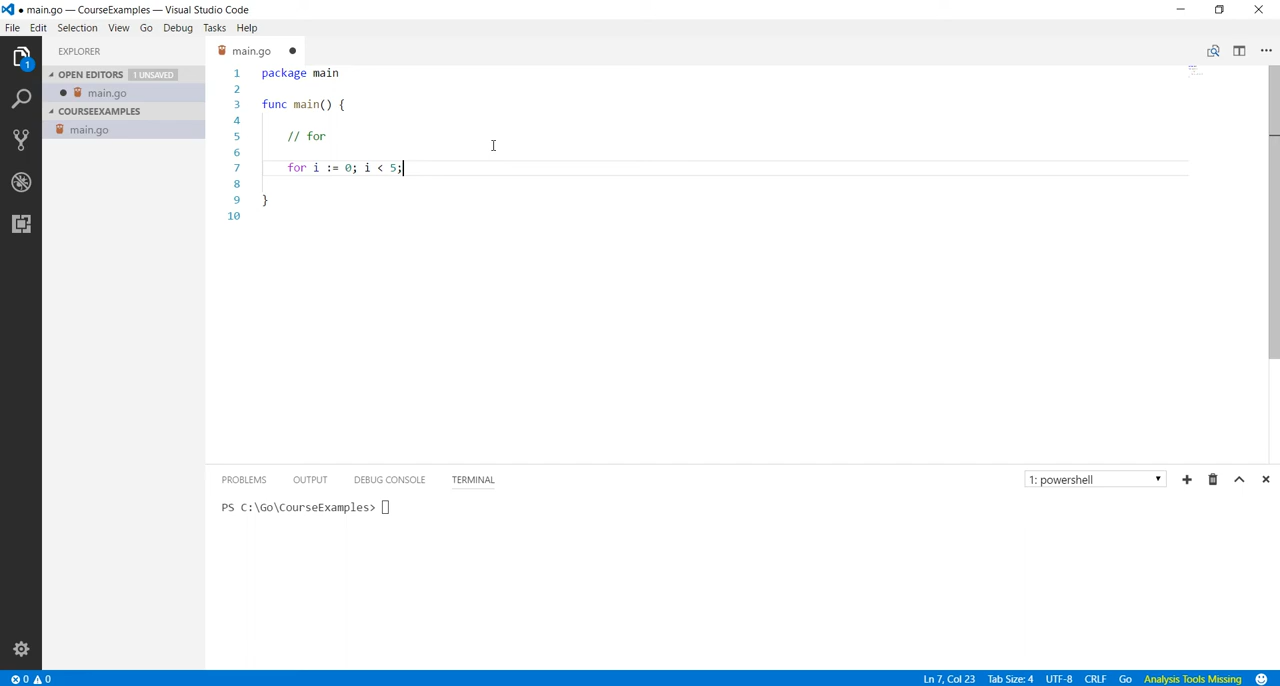 ● main.go — CourseExamples — Visual Studio Code
File Edit Selection View Go Debug Tasks Help
1
EXPLORER
OPEN EDITORS 1 UNSAVED
● main.go
COURSEEXAMPLES
main.go
main.go ●
1 package main
2
3 func main() {
4
5 // for
6
7 for i := 0; i < 5;
8
9 }
10
PROBLEMS OUTPUT DEBUG CONSOLE TERMINAL 1: powershell
PS C:\Go\CourseExamples>
0 0 Ln 7, Col 23 Tab Size: 4 UTF-8 CRLF Go Analysis Tools Missing